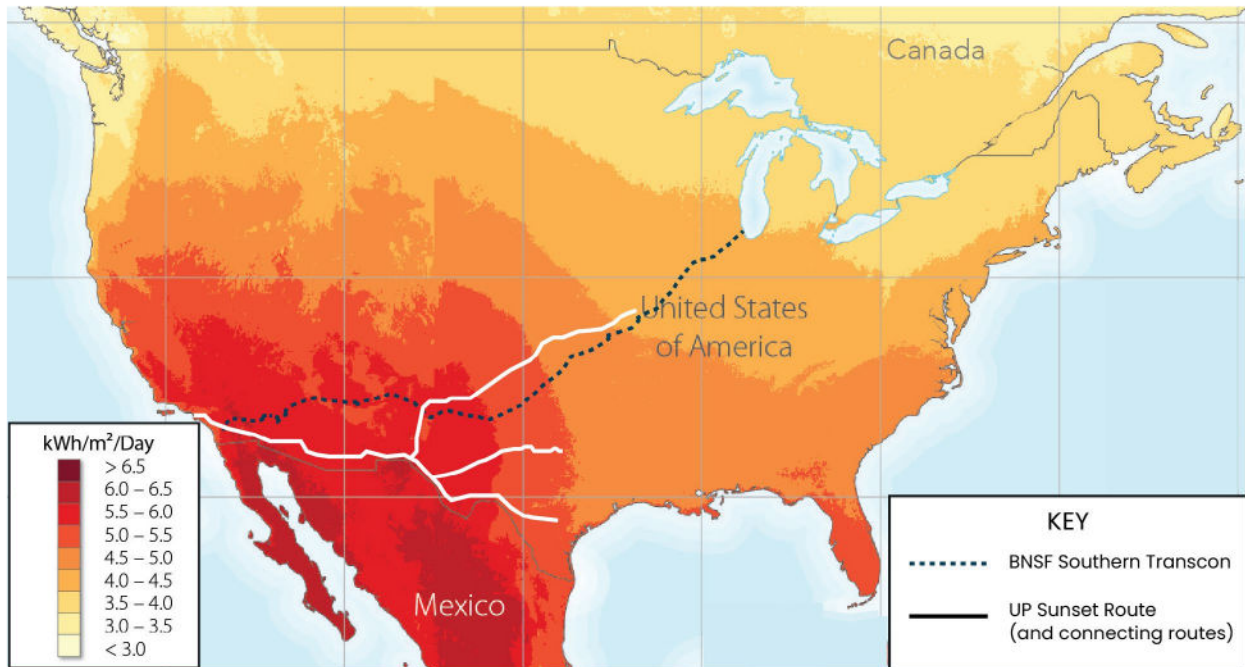 Canada
United States
of America
Mexico
kWh/m²/Day
> 6.5
6.0 – 6.5
5.5 – 6.0
5.0 – 5.5
4.5 – 5.0
4.0 – 4.5
3.5 – 4.0
3.0 – 3.5
< 3.0
KEY
BNSF Southern Transcon
UP Sunset Route
(and connecting routes)